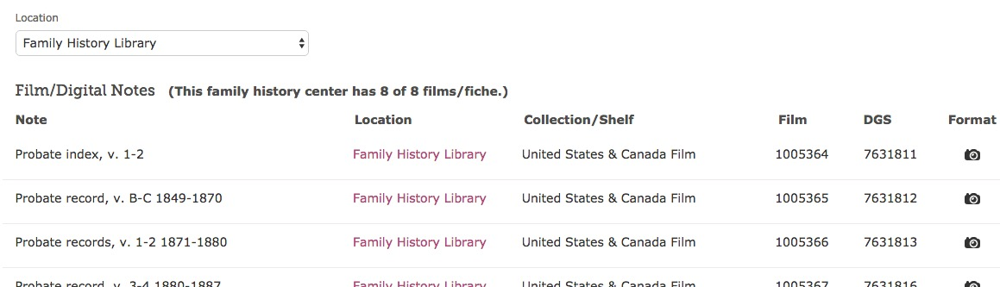 Location
Family History Library
Film/Digital Notes (This family history center has 8 of 8 films/fiche.)
Note Location Collection/Shelf Film DGS Format
Probate index, v. 1-2 Family History Library United States & Canada Film 1005364 7631811
Probate record, v. B-C 1849-1870 Family History Library United States & Canada Film 1005365 7631812
Probate records, v. 1-2 1871-1880 Family History Library United States & Canada Film 1005366 7631813
Probate record, v. 3-4 1880-1887 Family History Library United States & Canada Film 1005367 7631816